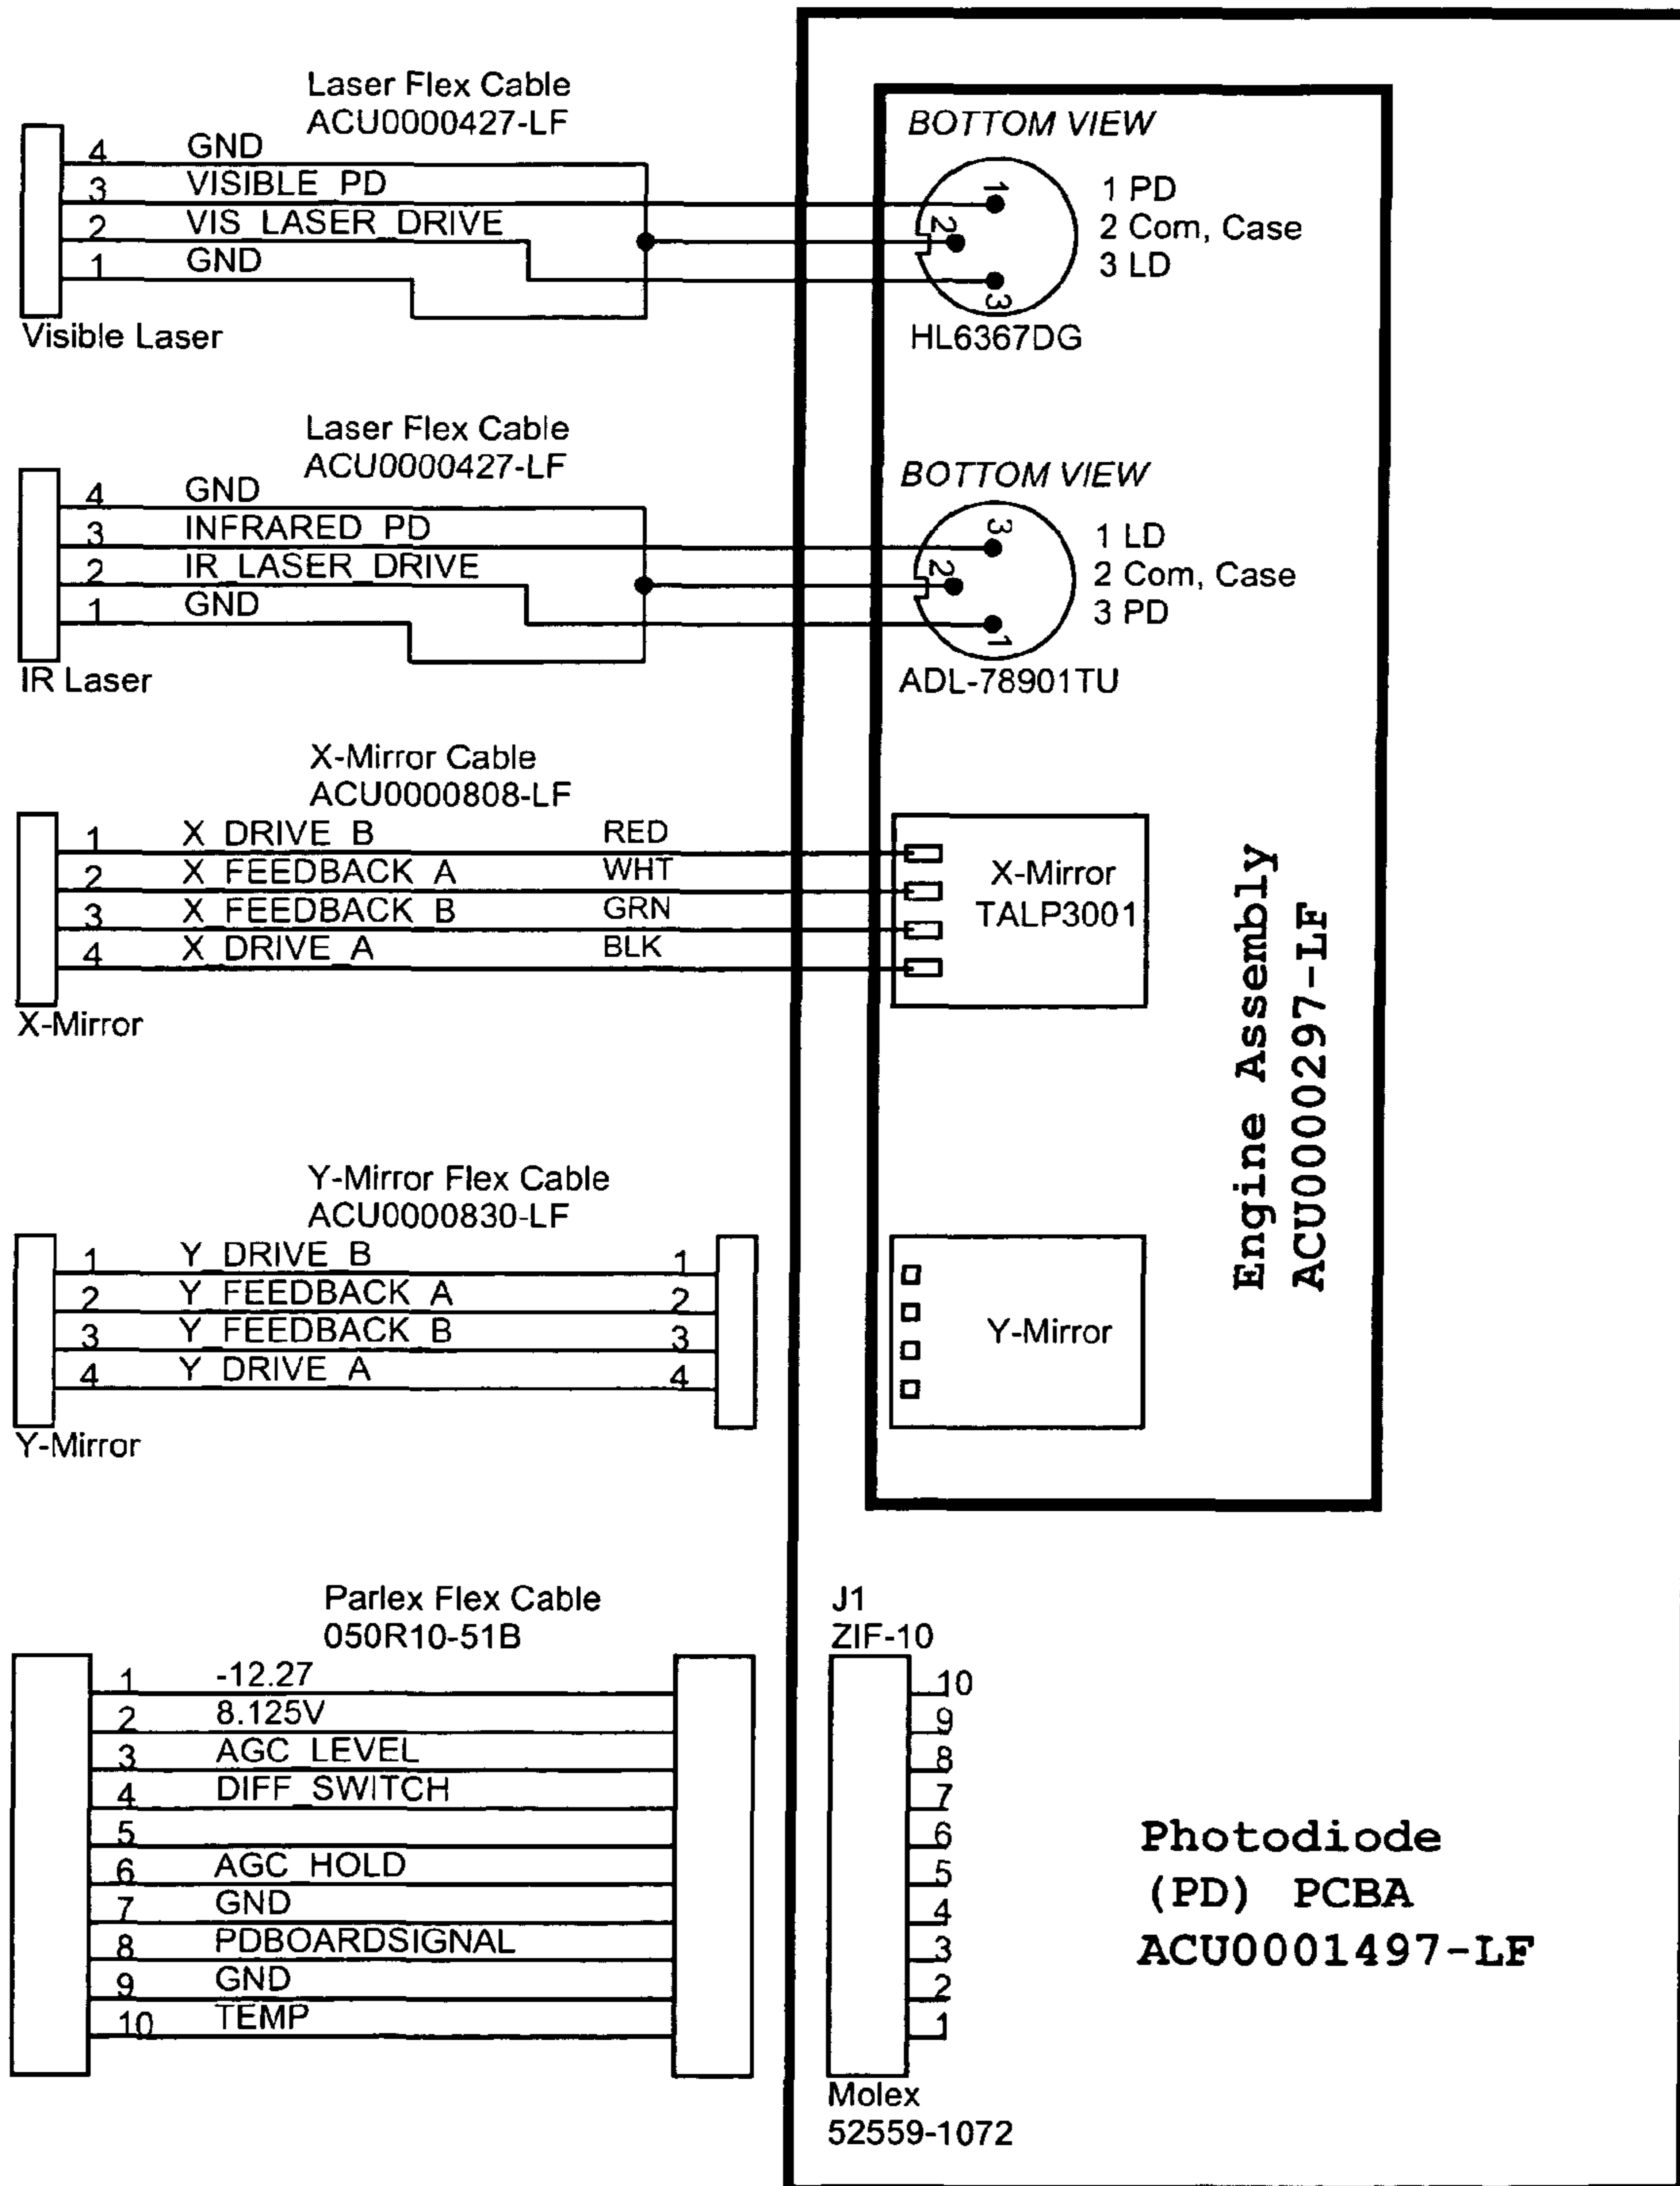 Laser Flex Cable
ACU0000427-LF
4 GND
3 VISIBLE_PD
2 VIS_LASER_DRIVE
1 GND
Visible Laser
BOTTOM VIEW
1
2
3
1 PD
2 Com, Case
3 LD
HL6367DG
Laser Flex Cable
ACU0000427-LF
4 GND
3 INFRARED_PD
2 IR_LASER_DRIVE
1 GND
IR Laser
BOTTOM VIEW
3
2
1
1 LD
2 Com, Case
3 PD
ADL-78901TU
X-Mirror Cable
ACU0000808-LF
1 X_DRIVE_B RED
2 X_FEEDBACK_A WHT
3 X_FEEDBACK_B GRN
4 X_DRIVE_A BLK
X-Mirror
X-Mirror
TALP3001
Engine Assembly
ACU0000297-LF
Y-Mirror Flex Cable
ACU0000830-LF
1 Y_DRIVE_B 1
2 Y_FEEDBACK_A 2
3 Y_FEEDBACK_B 3
4 Y_DRIVE_A 4
Y-Mirror
Y-Mirror
Parlex Flex Cable
050R10-51B
1 -12.27
2 8.125V
3 AGC_LEVEL
4 DIFF_SWITCH
5
6 AGC_HOLD
7 GND
8 PDBOARDSIGNAL
9 GND
10 TEMP
J1
ZIF-10
10
9
8
7
6
5
4
3
2
1
Molex
52559-1072
Photodiode
(PD) PCBA
ACU0001497-LF